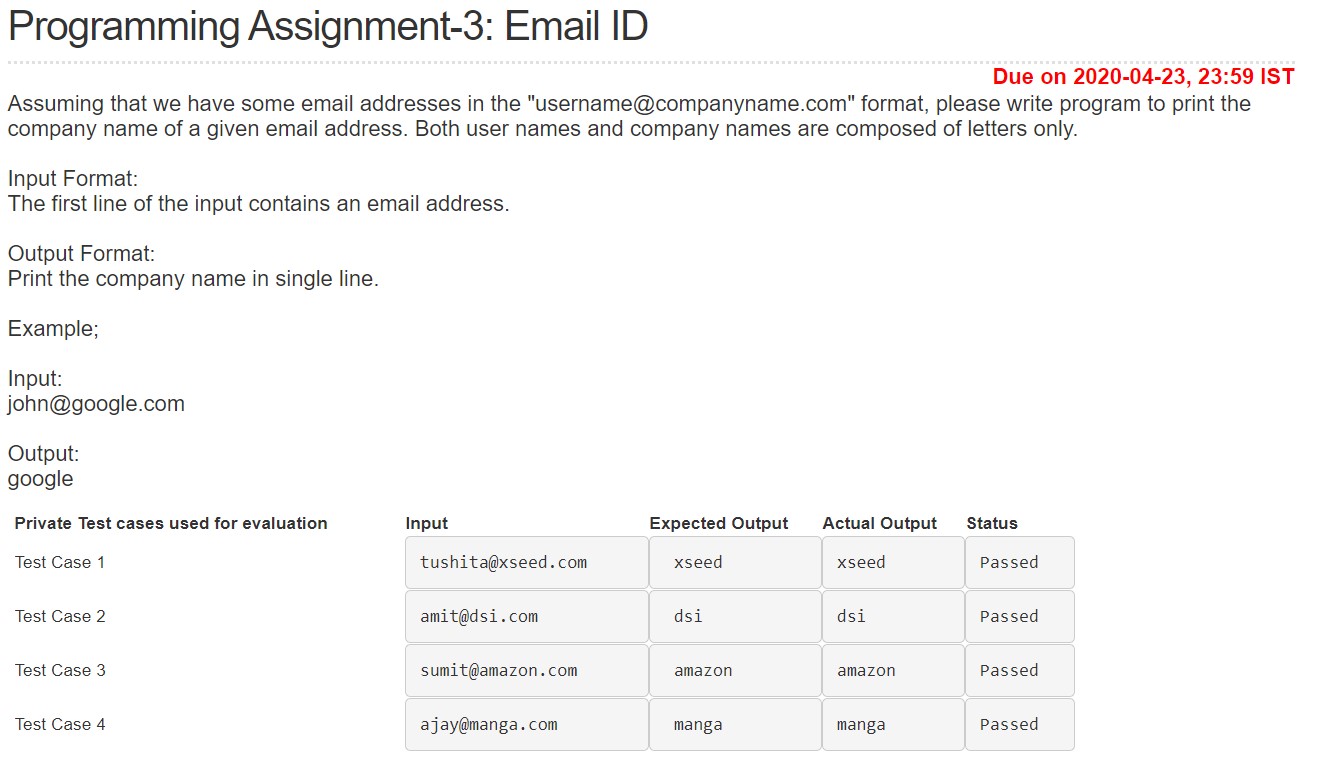 Programming Assignment-3: Email ID
Due on 2020-04-23, 23:59 IST
Assuming that we have some email addresses in the "username@companyname.com" format, please write program to print the
company name of a given email address. Both user names and company names are composed of letters only.
Input Format:
The first line of the input contains an email address.
Output Format:
Print the company name in single line.
Example;
Input:
john@google.com
Output:
google
Private Test cases used for evaluation Input Expected Output Actual Output Status
Test Case 1 tushita@xseed.com xseed xseed Passed
Test Case 2 amit@dsi.com dsi dsi Passed
Test Case 3 sumit@amazon.com amazon amazon Passed
Test Case 4 ajay@manga.com manga manga Passed